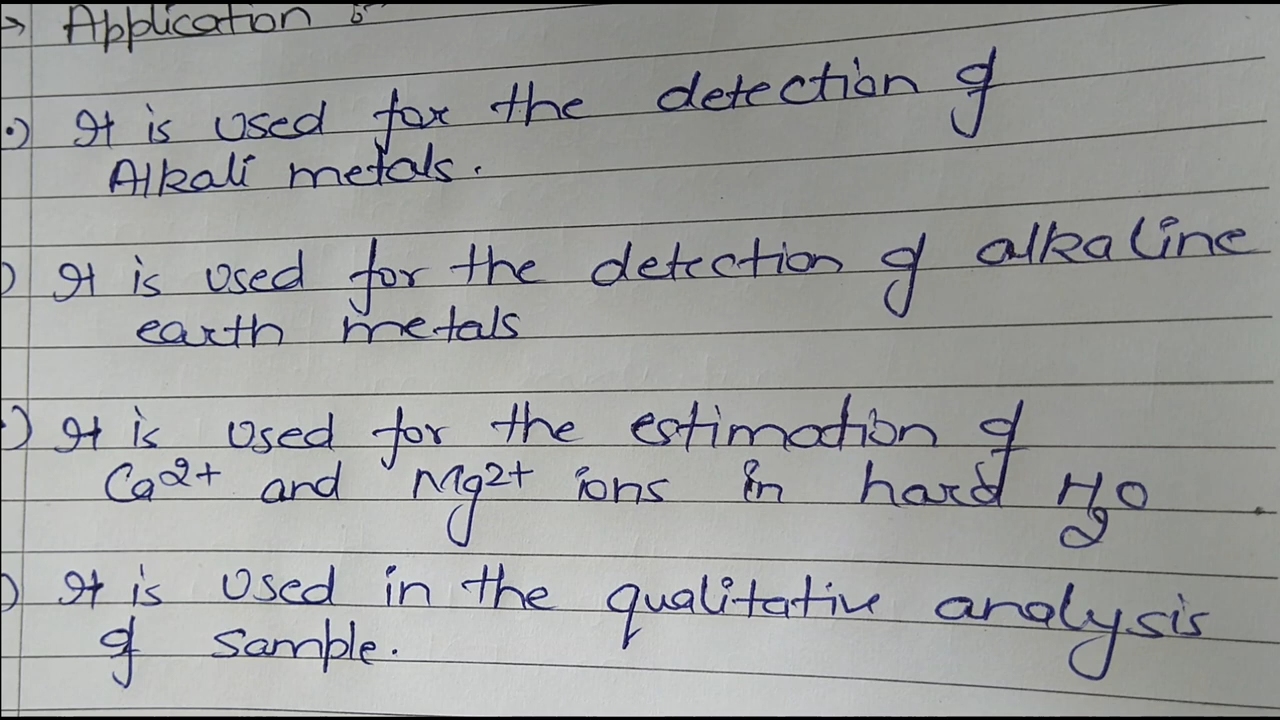 → Application :-
•) It is used for the detection of
Alkali metals.
) It is used for the detection of alkaline
earth metals
•) It is used for the estimation of
Ca2+ and Mg2+ ions in hard H2O .
) It is used in the qualitative analysis
of sample.